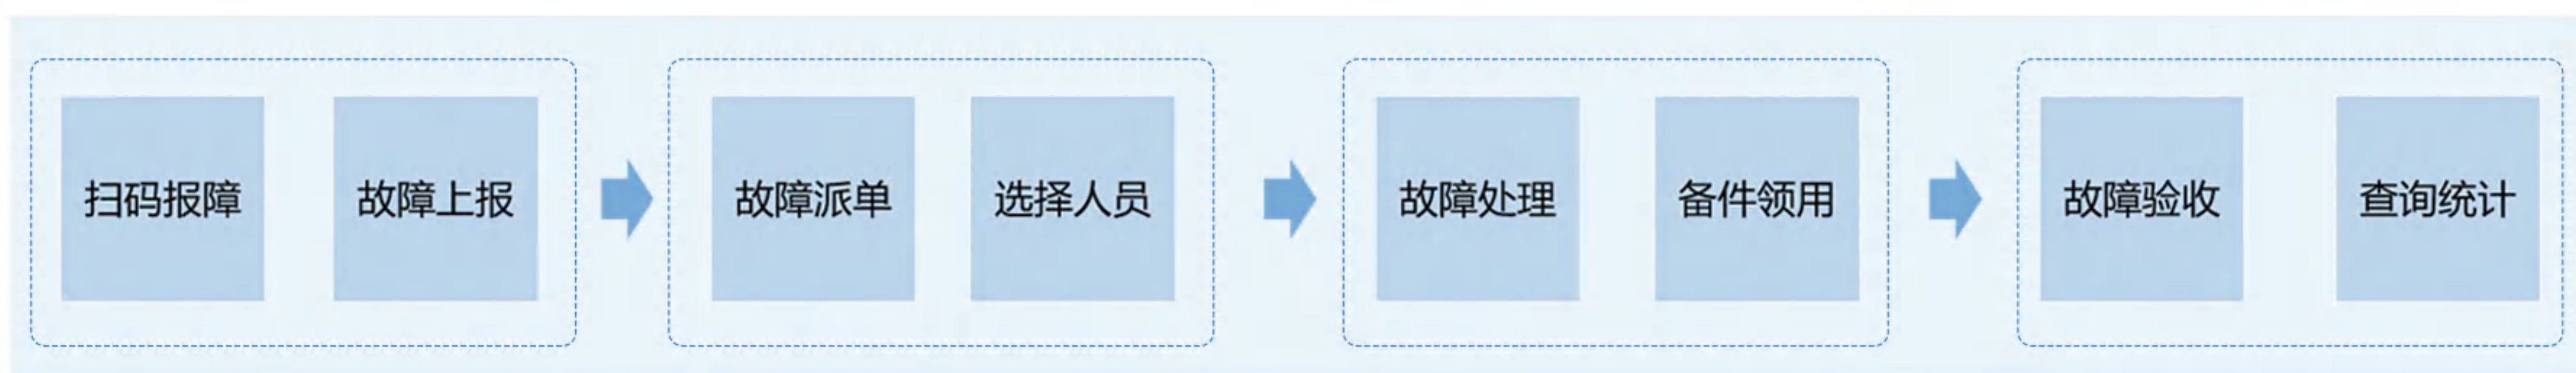 扫码报障
故障上报
故障派单
选择人员
故障处理
备件领用
故障验收
查询统计